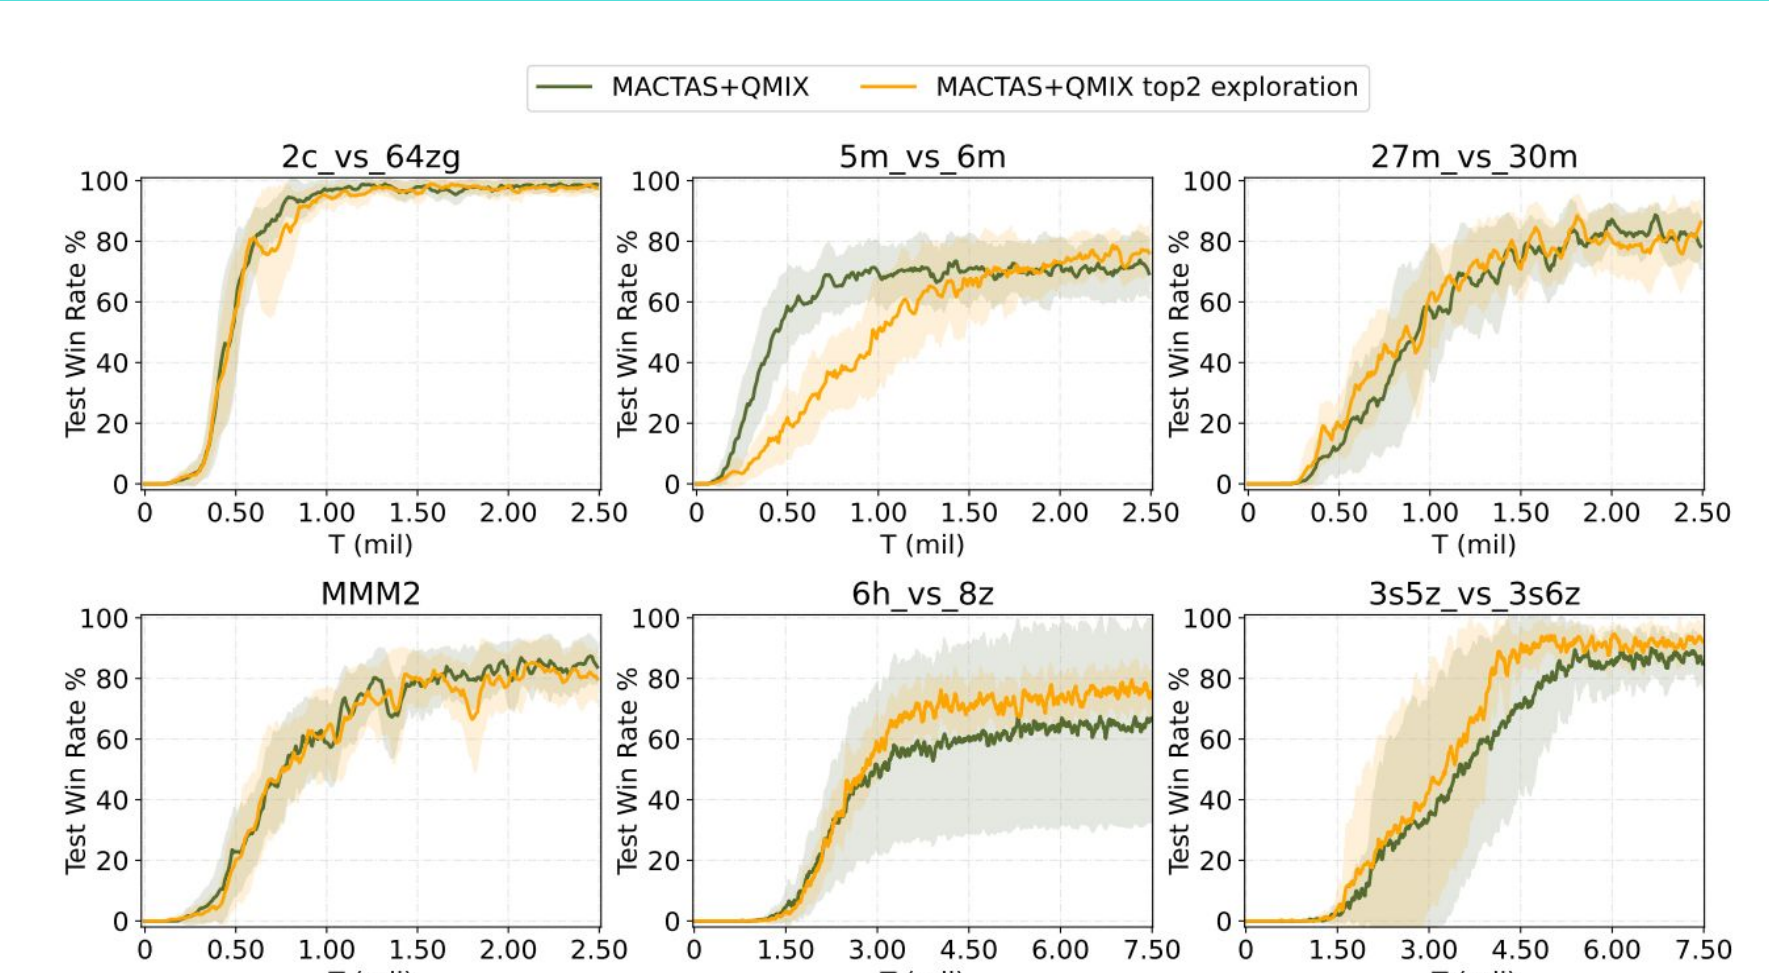 MACTAS+QMIX MACTAS+QMIX top2 exploration
2c_vs_64zg
100
80
60
40
20
0
Test Win Rate %
0 0.50 1.00 1.50 2.00 2.50
T (mil)
5m_vs_6m
100
80
60
40
20
0
Test Win Rate %
0 0.50 1.00 1.50 2.00 2.50
T (mil)
27m_vs_30m
100
80
60
40
20
0
Test Win Rate %
0 0.50 1.00 1.50 2.00 2.50
T (mil)
MMM2
100
80
60
40
20
0
Test Win Rate %
0 0.50 1.00 1.50 2.00 2.50
6h_vs_8z
100
80
60
40
20
0
Test Win Rate %
0 1.50 3.00 4.50 6.00 7.50
3s5z_vs_3s6z
100
80
60
40
20
0
Test Win Rate %
0 1.50 3.00 4.50 6.00 7.50